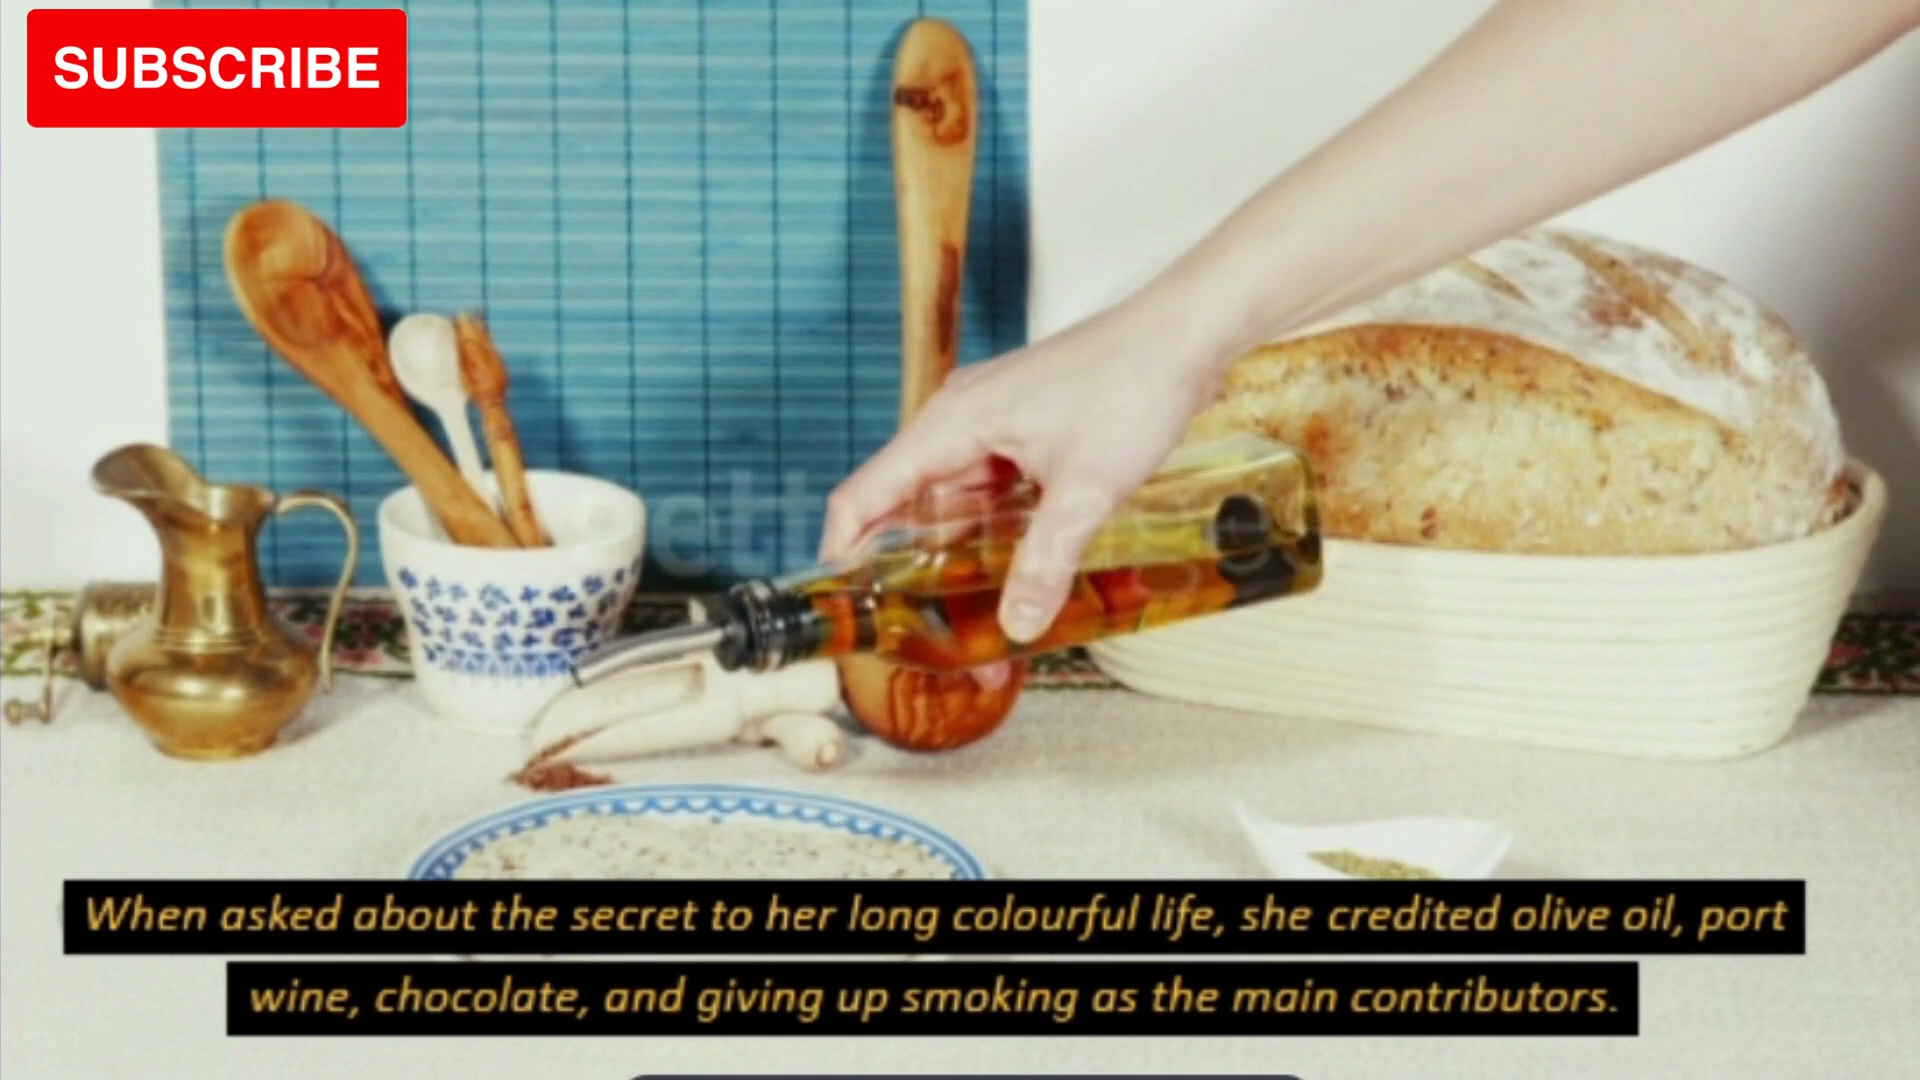 SUBSCRIBE
When asked about the secret to her long colourful life, she credited olive oil, port
wine, chocolate, and giving up smoking as the main contributors.